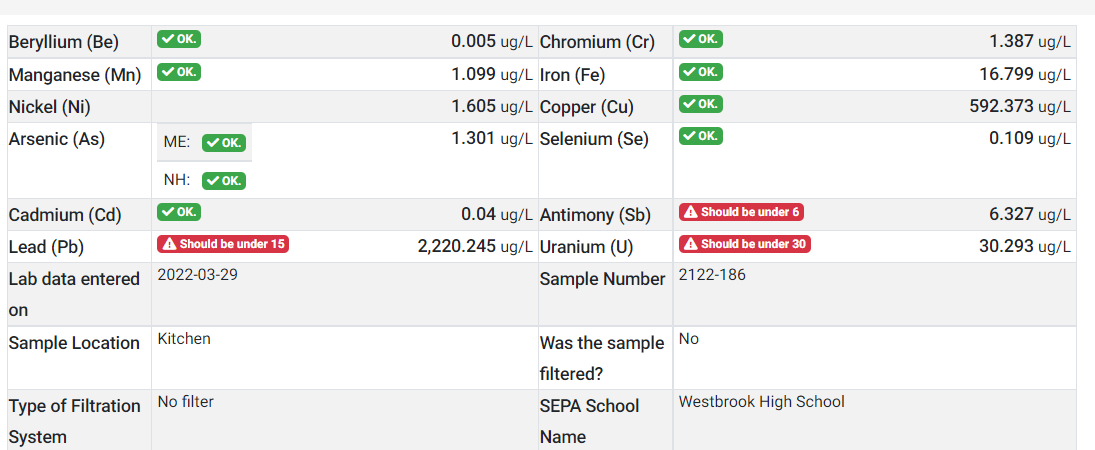 Beryllium (Be) OK. 0.005 ug/L Chromium (Cr) OK. 1.387 ug/L
Manganese (Mn) OK. 1.099 ug/L Iron (Fe) OK. 16.799 ug/L
Nickel (Ni) 1.605 ug/L Copper (Cu) OK. 592.373 ug/L
Arsenic (As) ME: OK. 1.301 ug/L Selenium (Se) OK. 0.109 ug/L
NH: OK.
Cadmium (Cd) OK. 0.04 ug/L Antimony (Sb) Should be under 6 6.327 ug/L
Lead (Pb) Should be under 15 2,220.245 ug/L Uranium (U) Should be under 30 30.293 ug/L
Lab data entered 2022-03-29 Sample Number 2122-186
on
Sample Location Kitchen Was the sample No
filtered?
Type of Filtration No filter SEPA School Westbrook High School
System Name